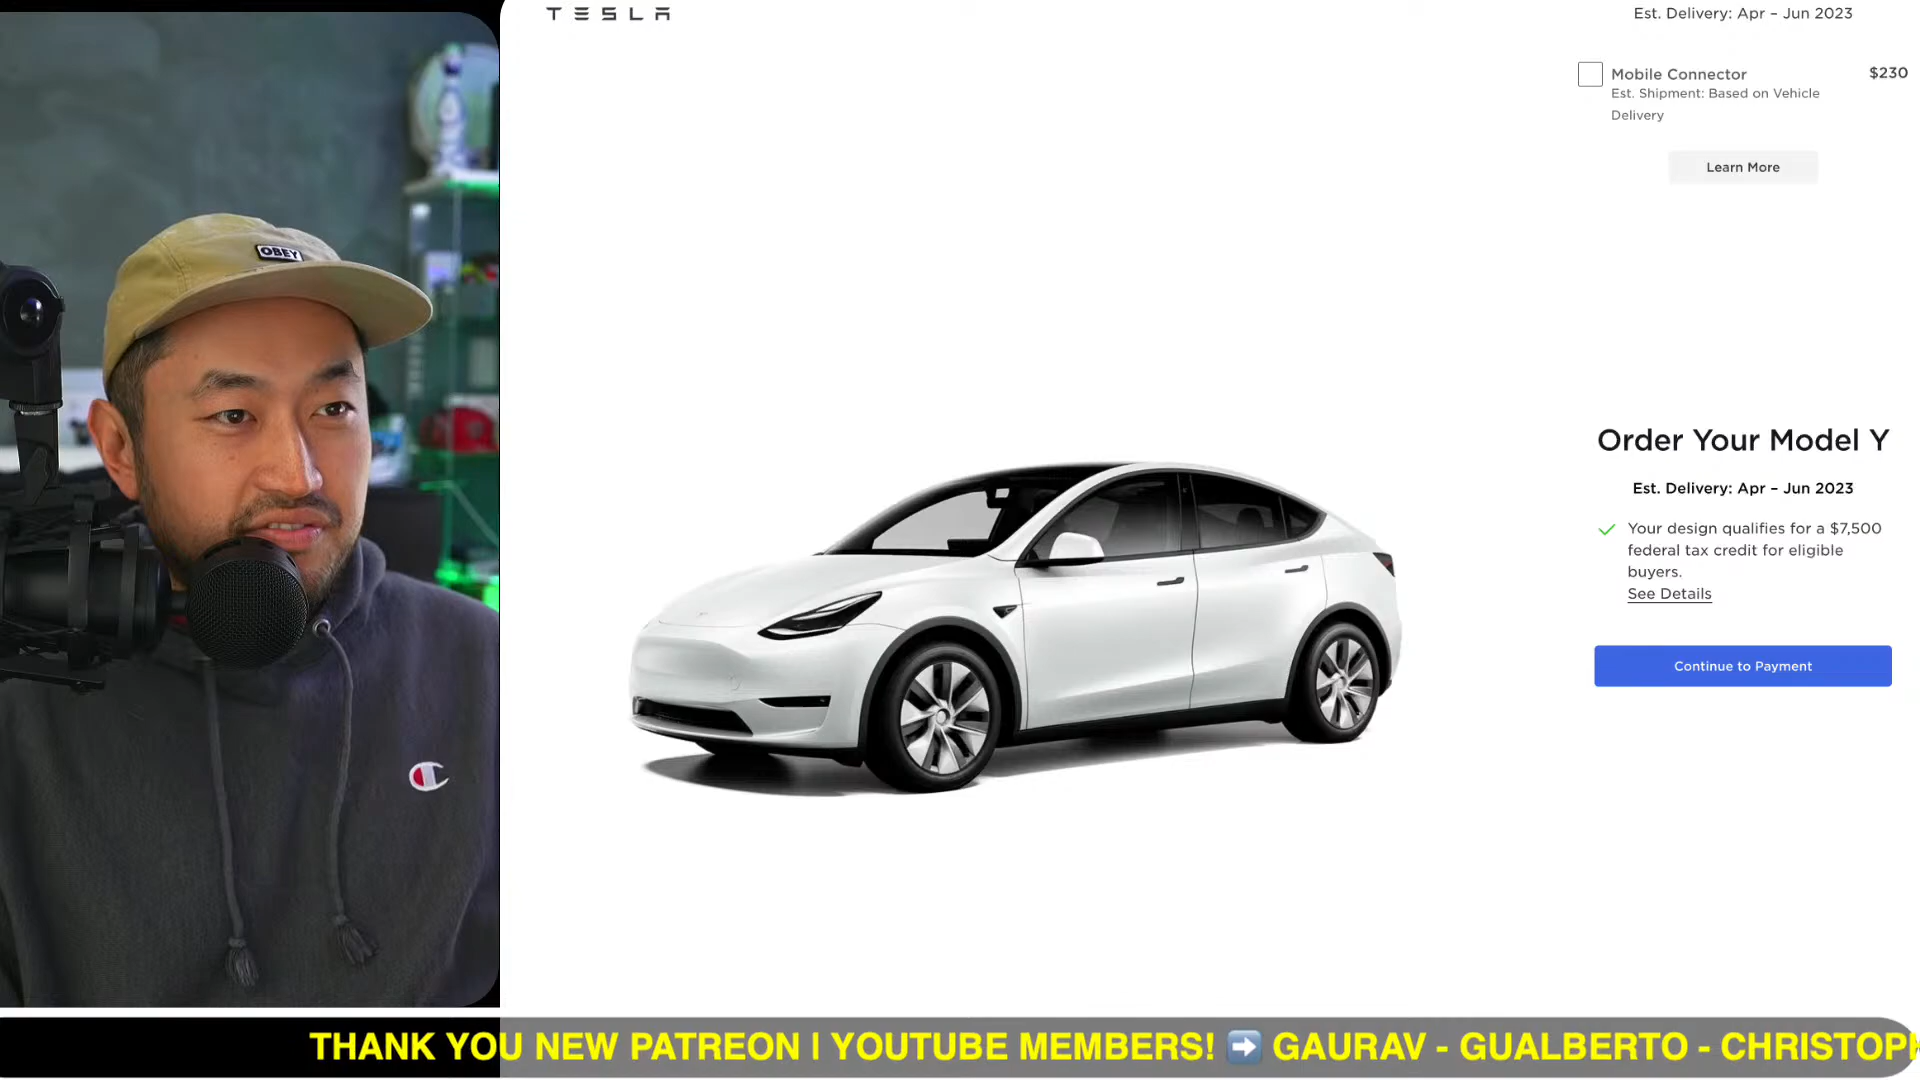 TESLA
Est. Delivery: Apr – Jun 2023
Mobile Connector
$230
Est. Shipment: Based on Vehicle
Delivery
Learn More
OBEY
Order Your Model Y
Est. Delivery: Apr – Jun 2023
Your design qualifies for a $7,500
federal tax credit for eligible
buyers.
See Details
Continue to Payment
THANK YOU NEW PATREON | YOUTUBE MEMBERS! ➡️ GAURAV - GUALBERTO - CHRISTOPH